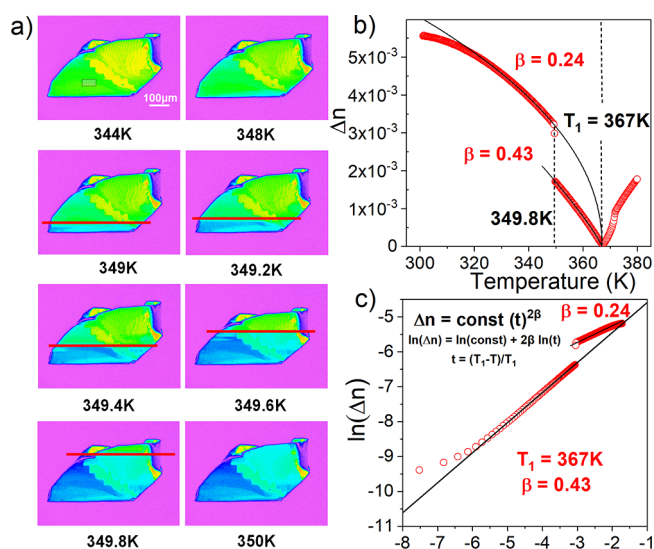 a)
100μm
344K
348K
349K
349.2K
349.4K
349.6K
349.8K
350K
b)
5x10⁻³
4x10⁻³
3x10⁻³
2x10⁻³
1x10⁻³
0
Δn
β = 0.24
T₁ = 367K
β = 0.43
349.8K
300
320
340
360
380
Temperature (K)
c)
-5
-6
-7
-8
-9
-10
-11
ln(Δn)
Δn = const (t)²ᵝ
ln(Δn) = ln(const) + 2β ln(t)
t = (T₁-T)/T₁
β = 0.24
T₁ = 367K
β = 0.43
-8
-7
-6
-5
-4
-3
-2
-1